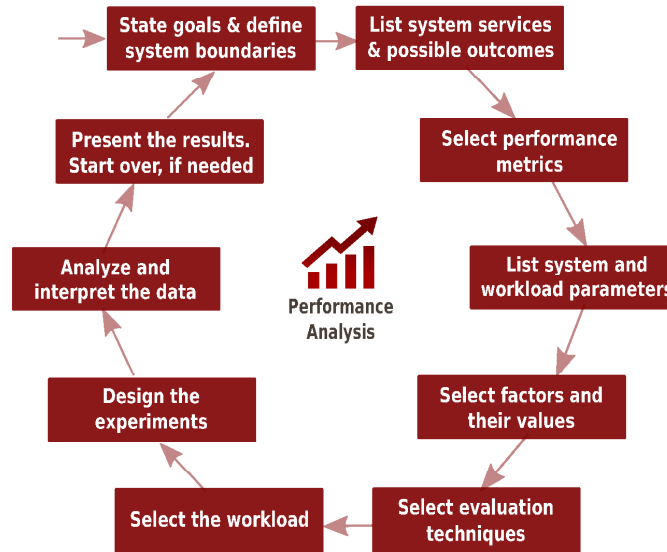 State goals & define
system boundaries
List system services
& possible outcomes
Select performance
metrics
List system and
workload parameters
Select factors and
their values
Select evaluation
techniques
Select the workload
Design the
experiments
Analyze and
interpret the data
Present the results.
Start over, if needed
Performance
Analysis